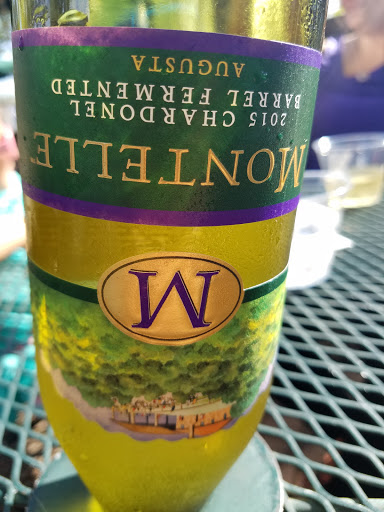 M
MONTELLE
2015 CHARDONEL
BARREL FERMENTED
AUGUSTA